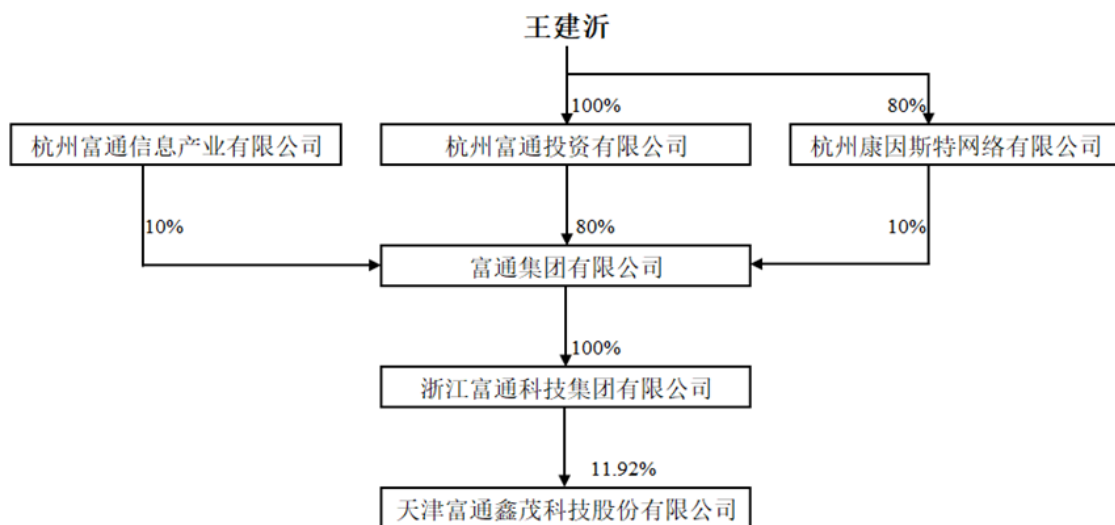 王建沂
100%
80%
杭州富通信息产业有限公司
杭州富通投资有限公司
杭州康因斯特网络有限公司
10%
80%
10%
富通集团有限公司
100%
浙江富通科技集团有限公司
11.92%
天津富通鑫茂科技股份有限公司